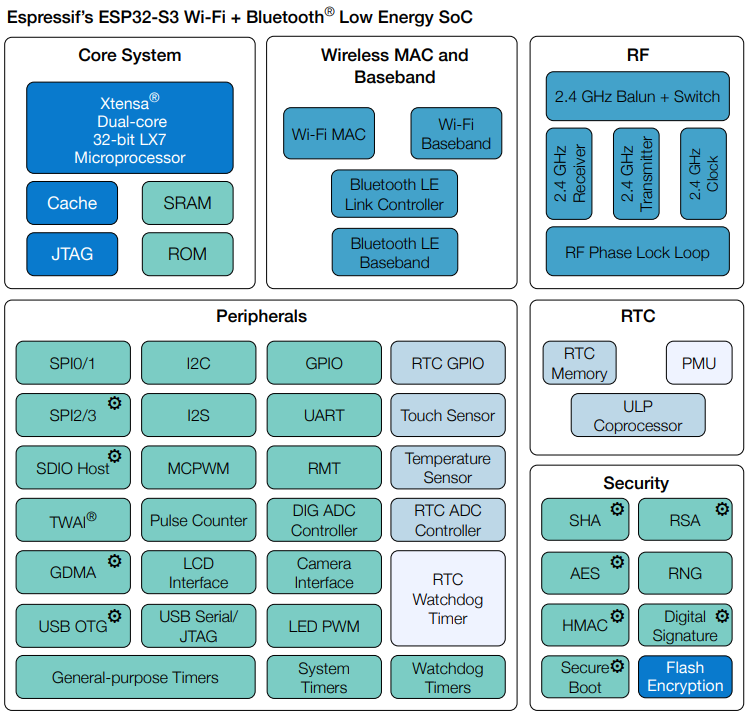 Espressif's ESP32-S3 Wi-Fi + Bluetooth® Low Energy SoC
Core System
Xtensa®
Dual-core
32-bit LX7
Microprocessor
Cache
SRAM
JTAG
ROM
Wireless MAC and
Baseband
Wi-Fi MAC
Wi-Fi
Baseband
Bluetooth LE
Link Controller
Bluetooth LE
Baseband
RF
2.4 GHz Balun + Switch
2.4 GHz
Receiver
2.4 GHz
Transmitter
2.4 GHz
Clock
RF Phase Lock Loop
Peripherals
SPI0/1
I2C
GPIO
RTC GPIO
SPI2/3
I2S
UART
Touch Sensor
SDIO Host
MCPWM
RMT
Temperature
Sensor
TWAI®
Pulse Counter
DIG ADC
Controller
RTC ADC
Controller
GDMA
LCD
Interface
Camera
Interface
RTC
Watchdog
Timer
USB OTG
USB Serial/
JTAG
LED PWM
General-purpose Timers
System
Timers
Watchdog
Timers
RTC
RTC
Memory
PMU
ULP
Coprocessor
Security
SHA
RSA
AES
RNG
HMAC
Digital
Signature
Secure
Boot
Flash
Encryption